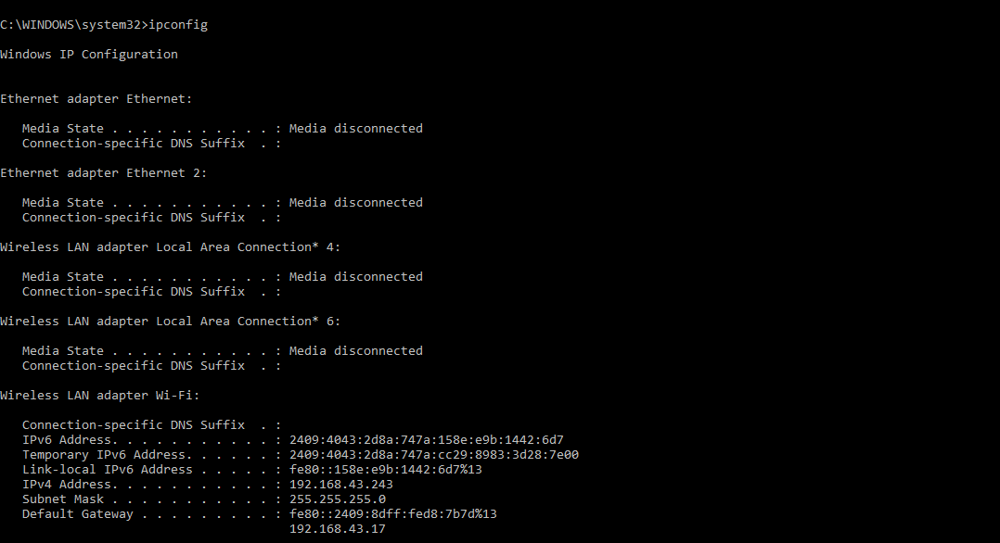 C:\WINDOWS\system32>ipconfig
Windows IP Configuration
Ethernet adapter Ethernet:
   Media State . . . . . . . . . . . : Media disconnected
   Connection-specific DNS Suffix  . :
Ethernet adapter Ethernet 2:
   Media State . . . . . . . . . . . : Media disconnected
   Connection-specific DNS Suffix  . :
Wireless LAN adapter Local Area Connection* 4:
   Media State . . . . . . . . . . . : Media disconnected
   Connection-specific DNS Suffix  . :
Wireless LAN adapter Local Area Connection* 6:
   Media State . . . . . . . . . . . : Media disconnected
   Connection-specific DNS Suffix  . :
Wireless LAN adapter Wi-Fi:
   Connection-specific DNS Suffix  . :
   IPv6 Address. . . . . . . . . . . : 2409:4043:2d8a:747a:158e:e9b:1442:6d7
   Temporary IPv6 Address. . . . . . : 2409:4043:2d8a:747a:cc29:8983:3d28:7e00
   Link-local IPv6 Address . . . . . : fe80::158e:e9b:1442:6d7%13
   IPv4 Address. . . . . . . . . . . : 192.168.43.243
   Subnet Mask . . . . . . . . . . . : 255.255.255.0
   Default Gateway . . . . . . . . . : fe80::2409:8dff:fed8:7b7d%13
                                       192.168.43.17